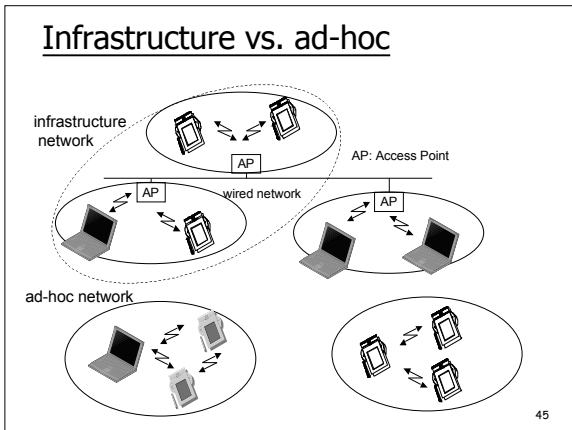 Infrastructure vs. ad-hoc
infrastructure
network
AP: Access Point
AP
AP
wired network
AP
ad-hoc network
45